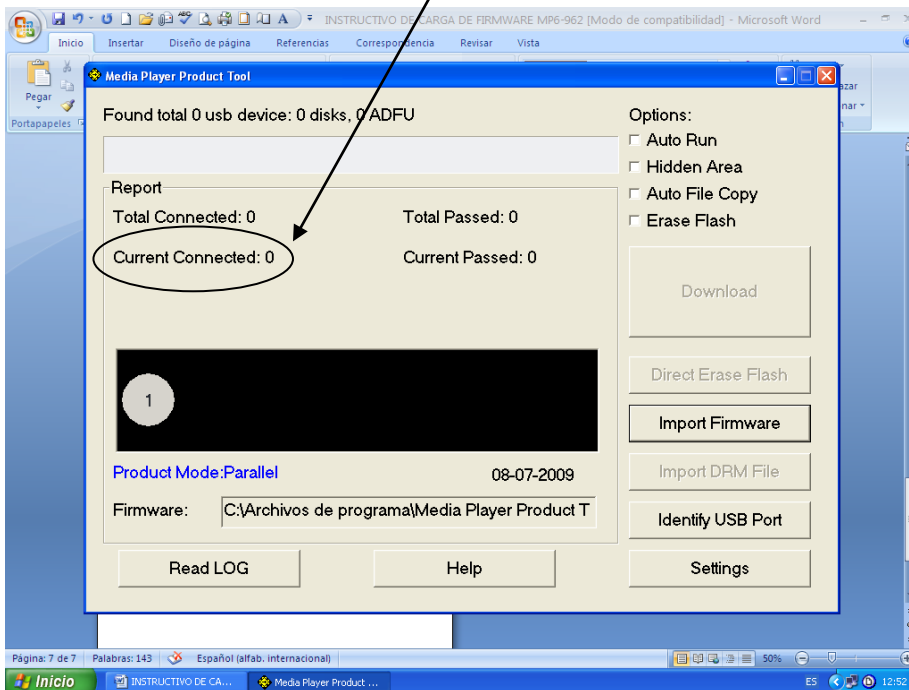 INSTRUCTIVO DE CARGA DE FIRMWARE MP6-962 [Modo de compatibilidad] - Microsoft Word
Inicio Insertar Diseño de página Referencias Correspondencia Revisar Vista
Pegar
Portapapeles
Media Player Product Tool
Found total 0 usb device: 0 disks, 0 ADFU
Report
Total Connected: 0 Total Passed: 0
Current Connected: 0 Current Passed: 0
1
Product Mode:Parallel 08-07-2009
Firmware: C:\Archivos de programa\Media Player Product T
Read LOG Help
Options:
Auto Run
Hidden Area
Auto File Copy
Erase Flash
Download
Direct Erase Flash
Import Firmware
Import DRM File
Identify USB Port
Settings
Página: 7 de 7 Palabras: 143 Español (alfab. internacional) 50%
Inicio INSTRUCTIVO DE CA... Media Player Product ... ES 12:52